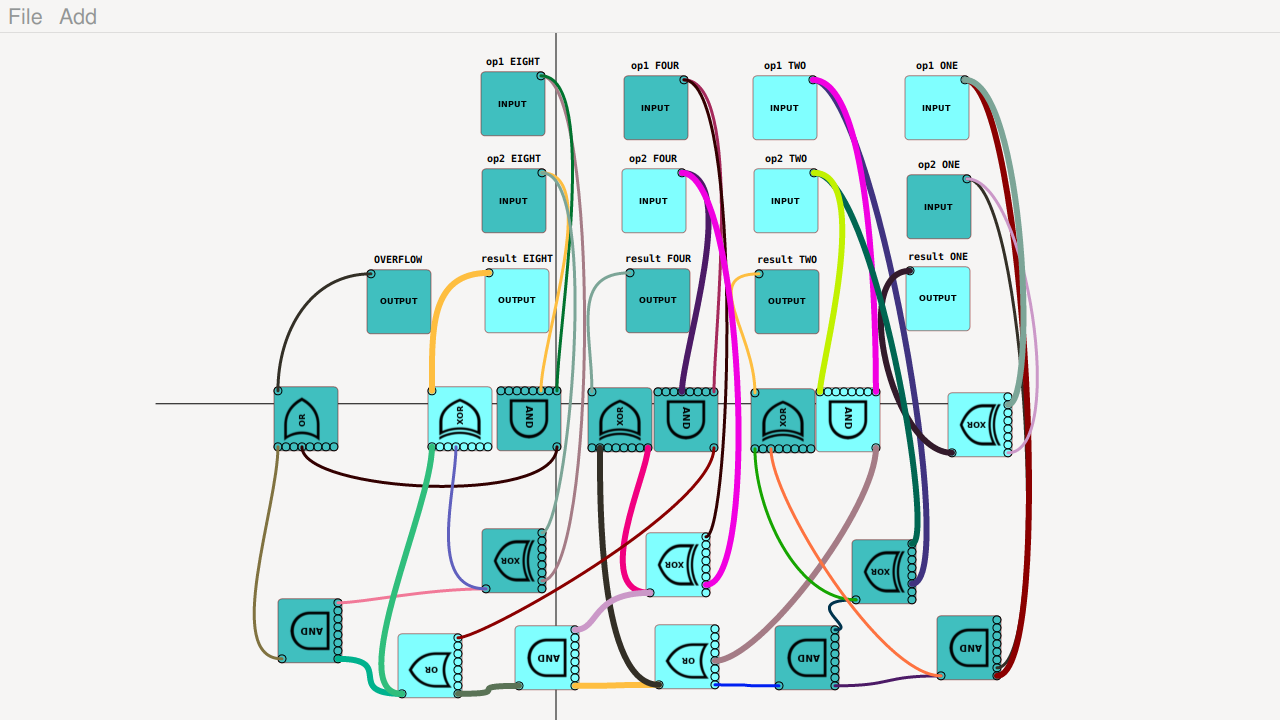 File Add
op1 EIGHT
INPUT
op1 FOUR
INPUT
op1 TWO
INPUT
op1 ONE
INPUT
op2 EIGHT
INPUT
op2 FOUR
INPUT
op2 TWO
INPUT
op2 ONE
INPUT
OVERFLOW
OUTPUT
result EIGHT
OUTPUT
result FOUR
OUTPUT
result TWO
OUTPUT
result ONE
OUTPUT
OR
XOR
AND
XOR
AND
XOR
AND
XOR
XOR
XOR
XOR
AND
OR
AND
OR
AND
AND